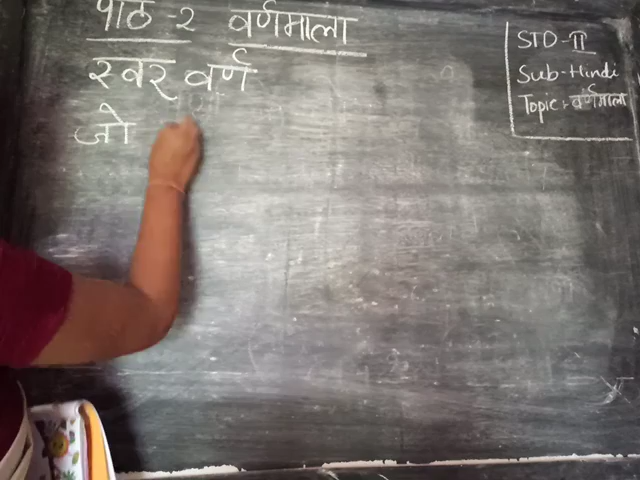 पाठ -2 वर्णमाला
स्वर वर्ण
जो
STD-II
Sub-Hindi
Topic:- वर्णमाला